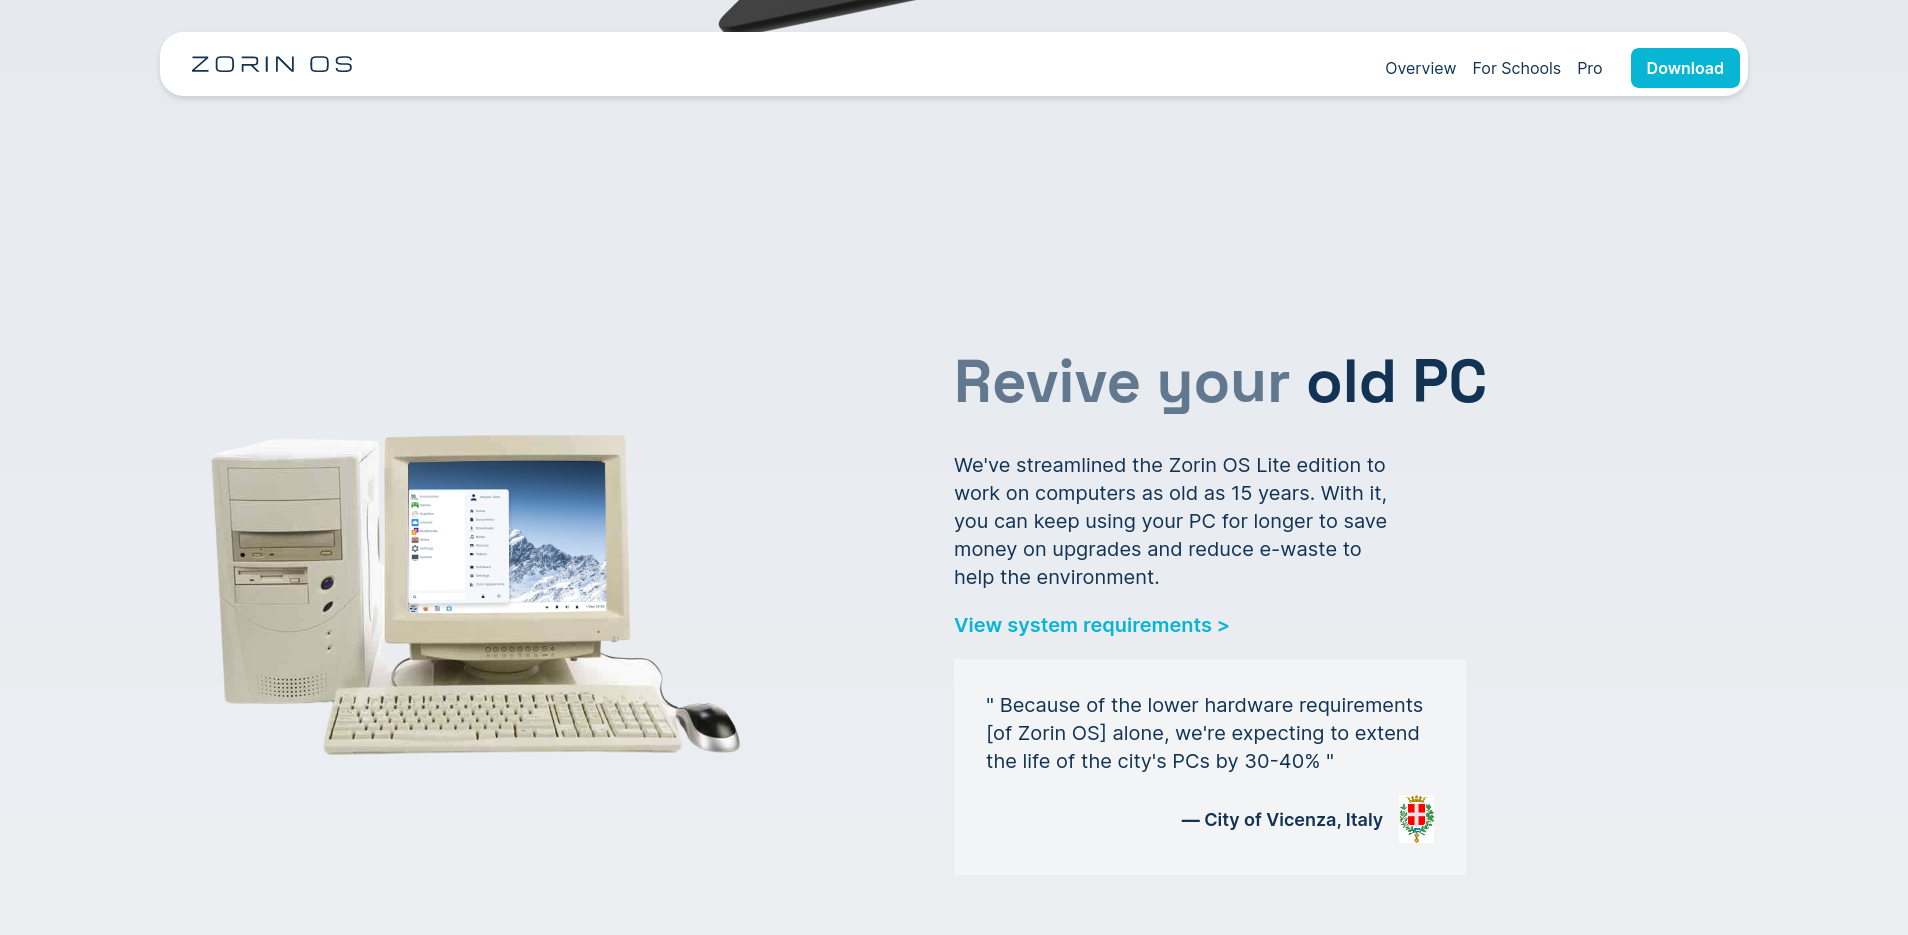 ZORIN OS
Overview For Schools Pro Download
Revive your old PC
We've streamlined the Zorin OS Lite edition to
work on computers as old as 15 years. With it,
you can keep using your PC for longer to save
money on upgrades and reduce e-waste to
help the environment.
View system requirements >
" Because of the lower hardware requirements
[of Zorin OS] alone, we're expecting to extend
the life of the city's PCs by 30-40% "
— City of Vicenza, Italy